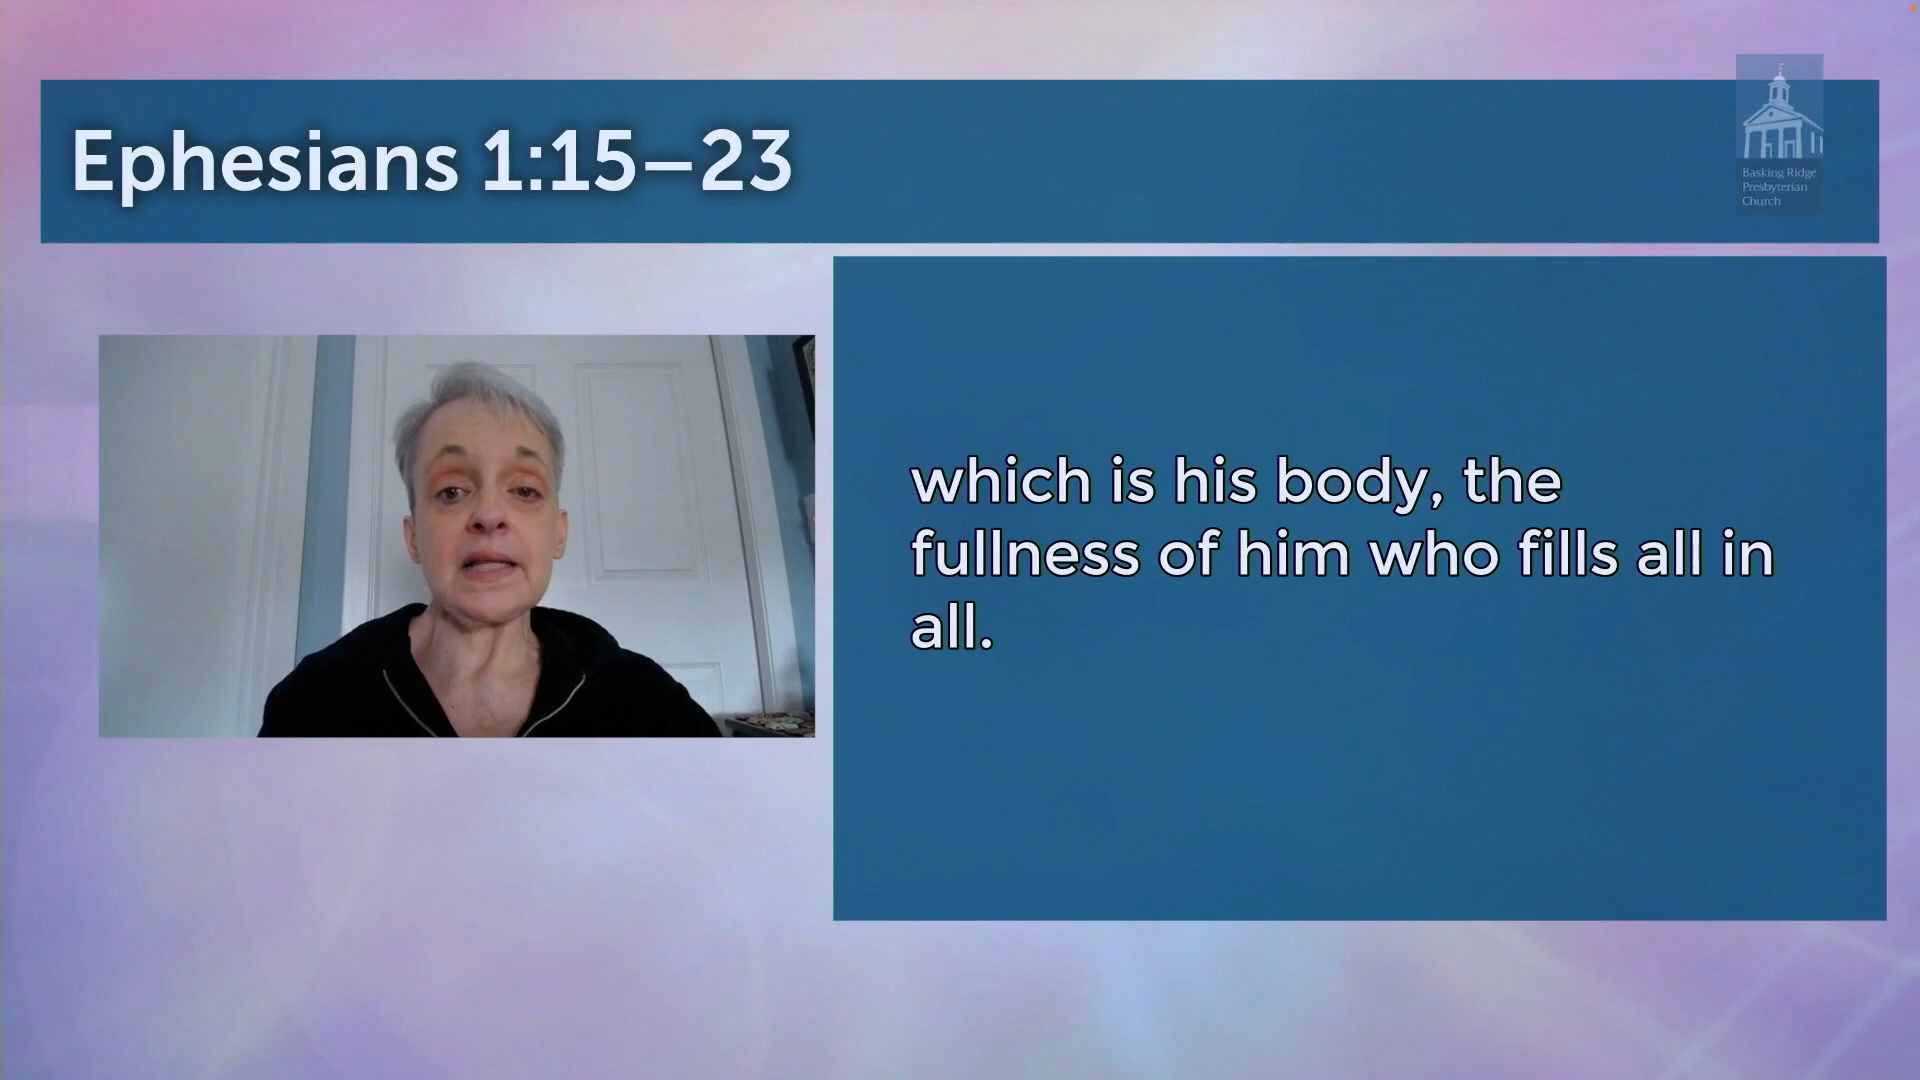 Ephesians 1:15–23
Basking Ridge
Presbyterian
Church
which is his body, the
fullness of him who fills all in
all.